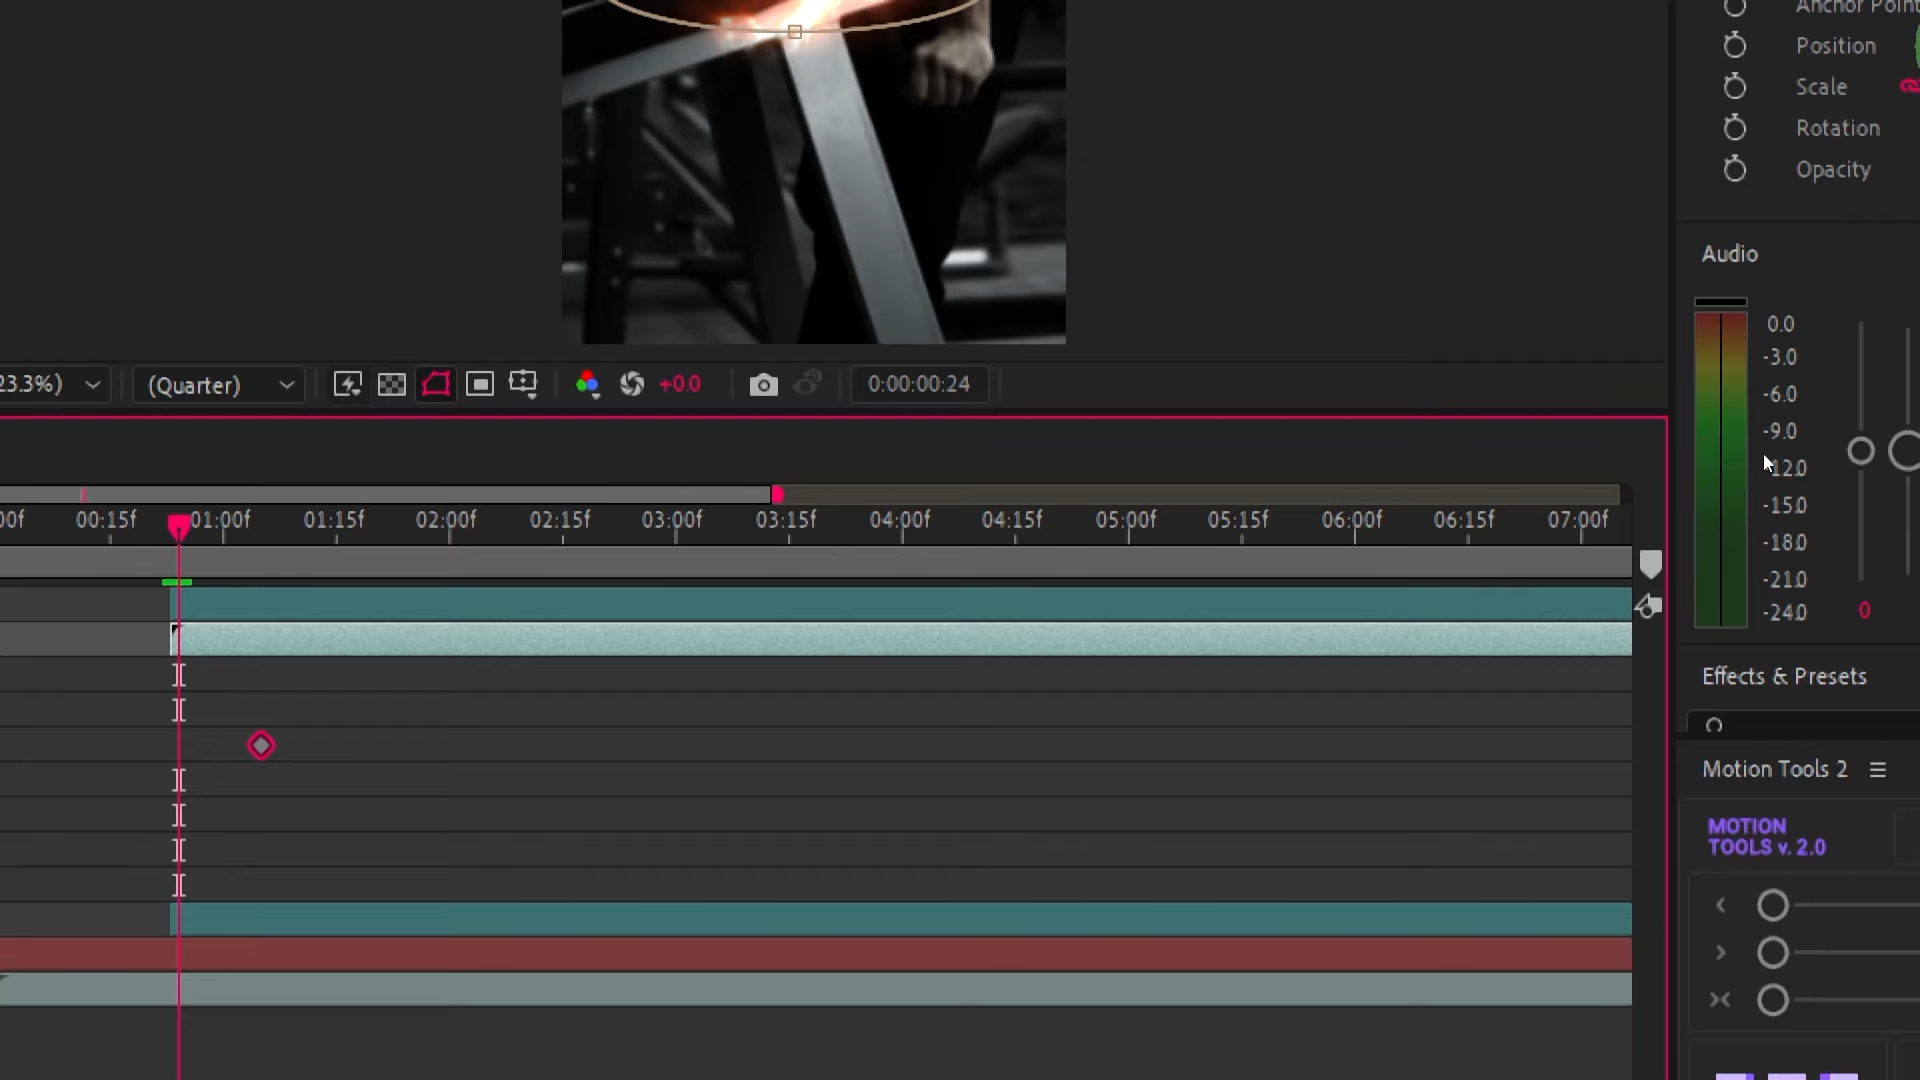 Anchor Point
Position
Scale
Rotation
Opacity
Audio
0.0
-3.0
-6.0
-9.0
-12.0
-15.0
-18.0
-21.0
-24.0
0
23.3%)
(Quarter)
+0.0
0:00:00:24
00f 00:15f 01:00f 01:15f 02:00f 02:15f 03:00f 03:15f 04:00f 04:15f 05:00f 05:15f 06:00f 06:15f 07:00f
Effects & Presets
Motion Tools 2
MOTION
TOOLS v. 2.0